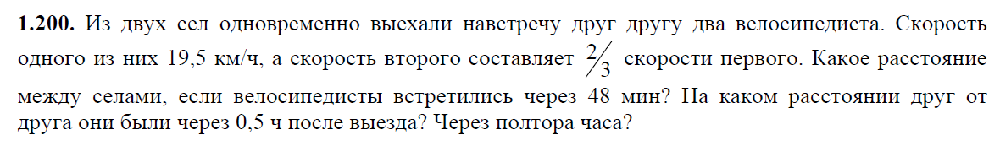 1.200. Из двух сел одновременно выехали навстречу друг другу два велосипедиста. Скорость
одного из них 19,5 км/ч, а скорость второго составляет 2/3 скорости первого. Какое расстояние
между селами, если велосипедисты встретились через 48 мин? На каком расстоянии друг от
друга они были через 0,5 ч после выезда? Через полтора часа?